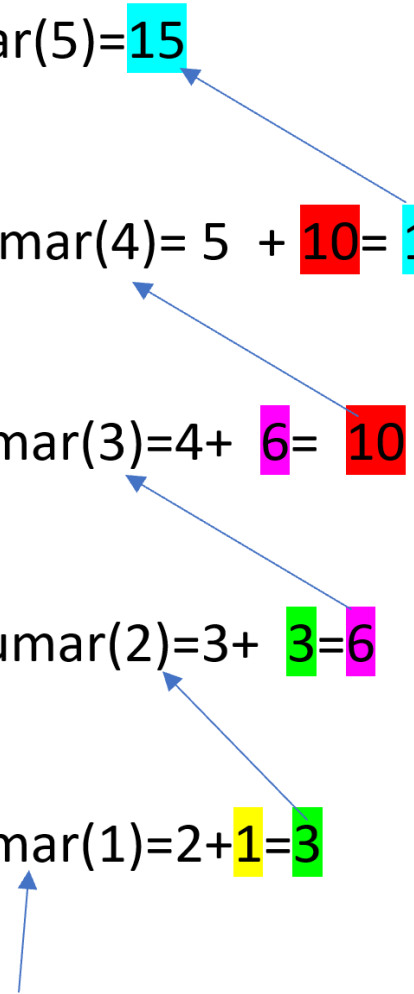 ar(5)=15
mar(4)= 5 + 10= 1
mar(3)=4+ 6= 10
umar(2)=3+ 3=6
mar(1)=2+1=3